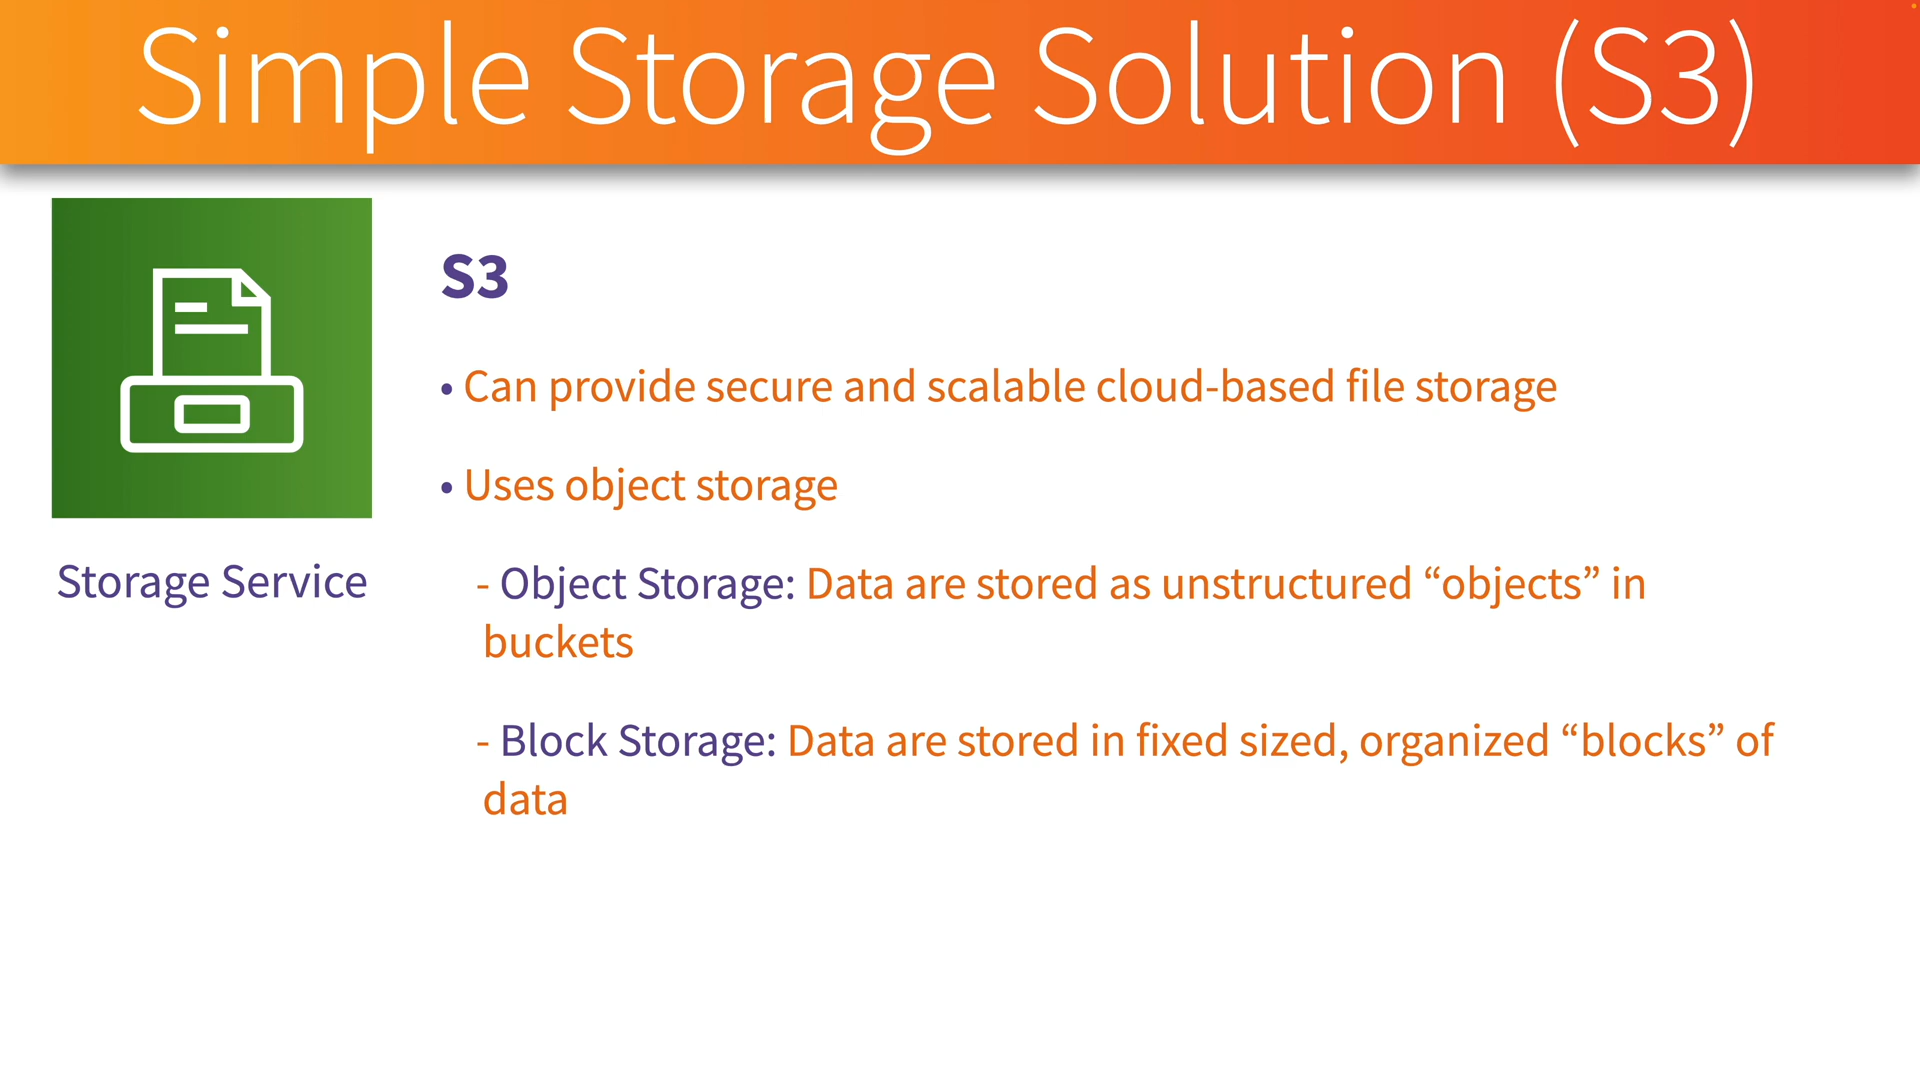 Simple Storage Solution (S3)
Storage Service
S3
• Can provide secure and scalable cloud-based file storage
• Uses object storage
- Object Storage: Data are stored as unstructured “objects” in
buckets
- Block Storage: Data are stored in fixed sized, organized “blocks” of
data